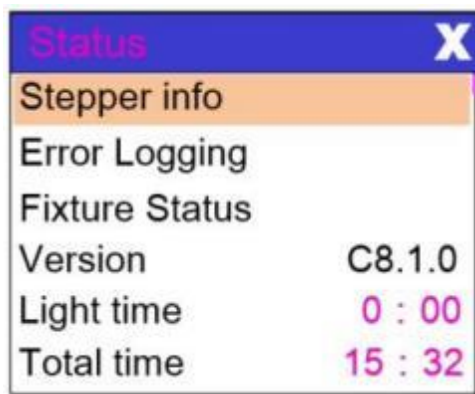 Status X
Stepper info
Error Logging
Fixture Status
Version C8.1.0
Light time 0 : 00
Total time 15 : 32